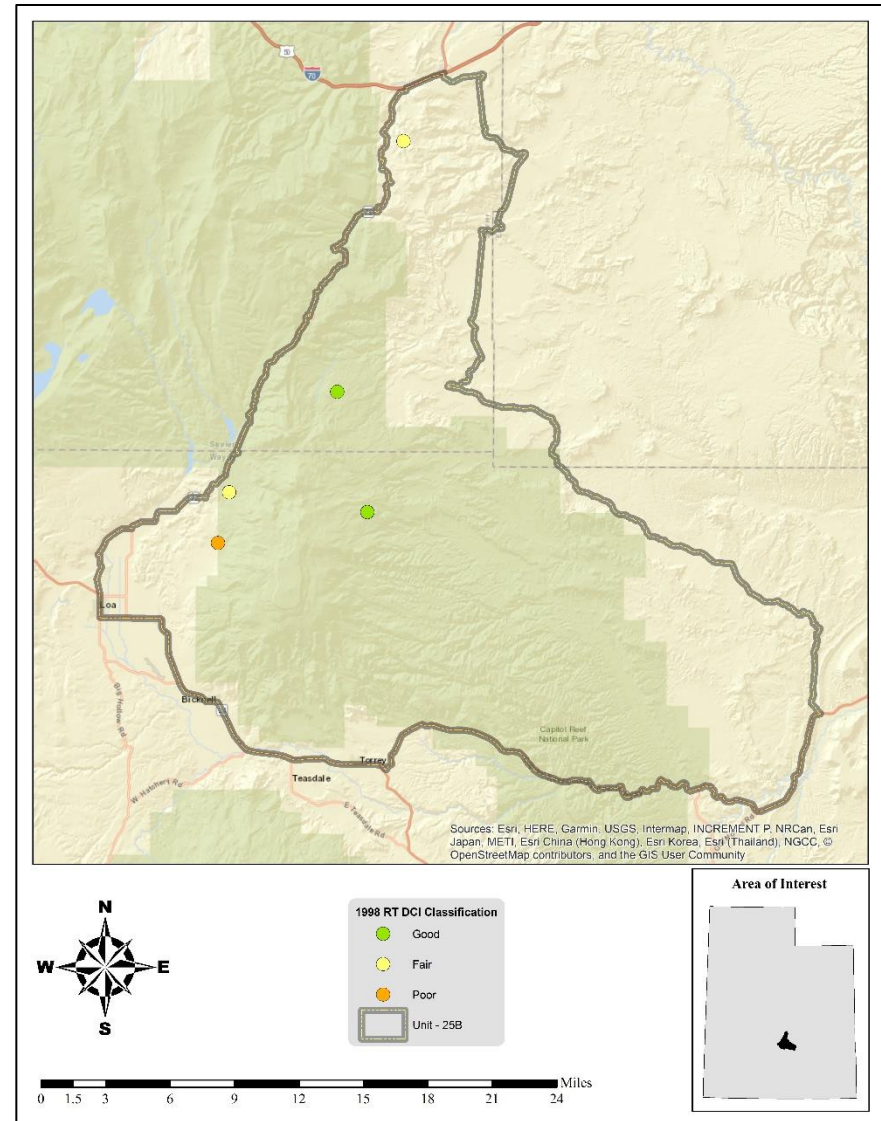 50
70
Loa
Bicknell
Big Hollow Rd
W Hatchery Rd
Teasdale
Torrey
E Teasdale Rd
Capitol Reef
National Park
Sources: Esri, HERE, Garmin, USGS, Intermap, INCREMENT P, NRCan, Esri
Japan, METI, Esri China (Hong Kong), Esri Korea, Esri (Thailand), NGCC, ©
OpenStreetMap contributors, and the GIS User Community
N
W
E
S
1998 RT DCI Classification
Good
Fair
Poor
Unit - 25B
Area of Interest
Miles
0 1.5 3 6 9 12 15 18 21 24